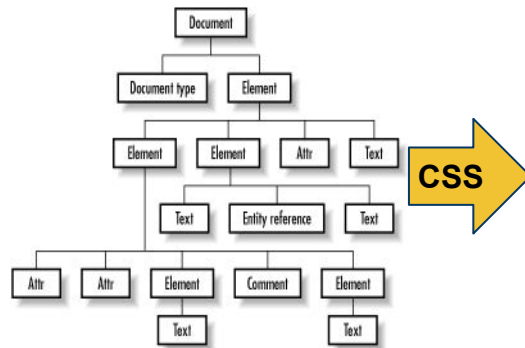 Document
Document type
Element
Element
Element
Attr
Text
CSS
Text
Entity reference
Text
Attr
Attr
Element
Comment
Element
Text
Text